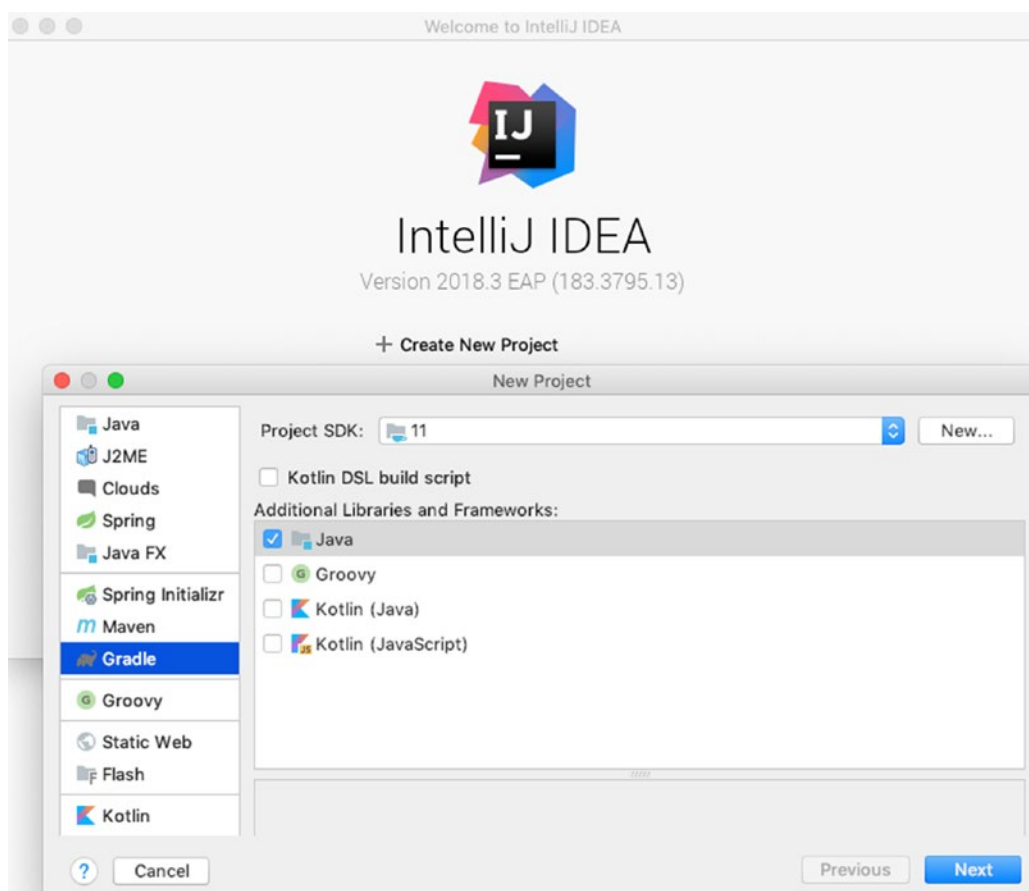 Welcome to IntelliJ IDEA
IJ
IntelliJ IDEA
Version 2018.3 EAP (183.3795.13)
+ Create New Project
New Project
Java
J2ME
Clouds
Spring
Java FX
Spring Initializr
m Maven
Gradle
G Groovy
Static Web
F Flash
Kotlin
Project SDK: 11 New...
Kotlin DSL build script
Additional Libraries and Frameworks:
Java
G Groovy
Kotlin (Java)
JS Kotlin (JavaScript)
? Cancel Previous Next